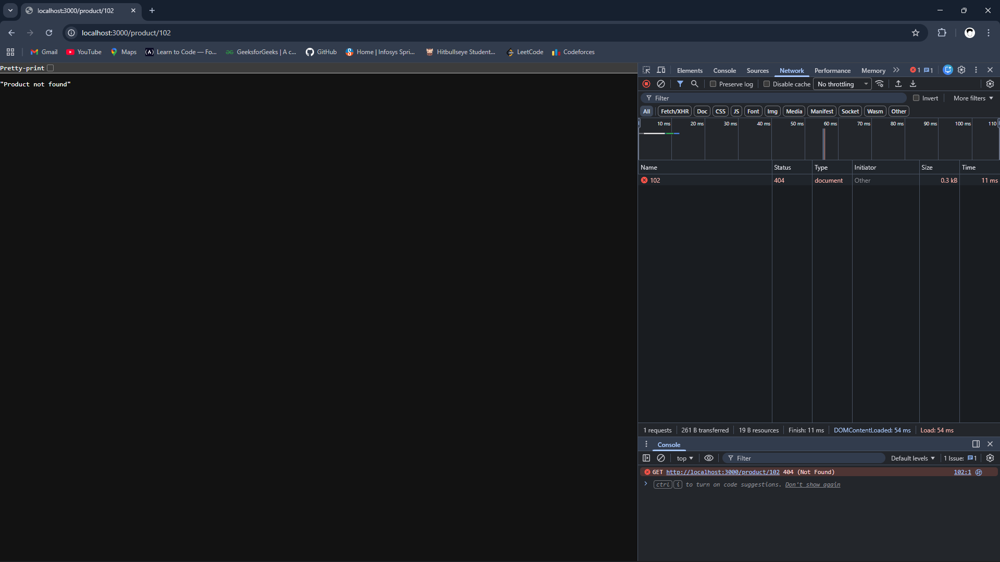 localhost:3000/product/102
localhost:3000/product/102
Gmail YouTube Maps Learn to Code — Fo... GeeksforGeeks | A c... GitHub Home | Infosys Spri... Hitbullseye Student... LeetCode Codeforces
Pretty-print
"Product not found"
Elements Console Sources Network Performance Memory 1 1
Preserve log Disable cache No throttling
Filter Invert More filters
All Fetch/XHR Doc CSS JS Font Img Media Manifest Socket Wasm Other
10 ms 20 ms 30 ms 40 ms 50 ms 60 ms 70 ms 80 ms 90 ms 100 ms 110
Name Status Type Initiator Size Time
102 404 document Other 0.3 kB 11 ms
1 requests 261 B transferred 19 B resources Finish: 11 ms DOMContentLoaded: 54 ms Load: 54 ms
Console
top Filter Default levels 1 Issue: 1
GET http://localhost:3000/product/102 404 (Not Found) 102:1
ctrl i to turn on code suggestions. Don't show again